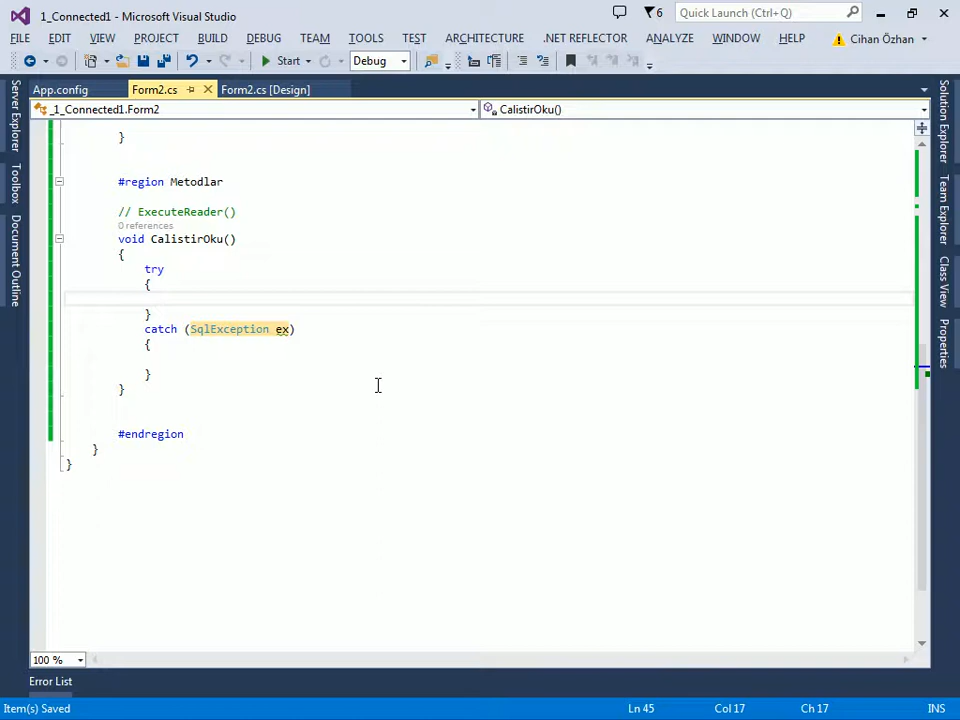 1_Connected1 - Microsoft Visual Studio
6
Quick Launch (Ctrl+Q)
FILE EDIT VIEW PROJECT BUILD DEBUG TEAM TOOLS TEST ARCHITECTURE .NET REFLECTOR ANALYZE WINDOW HELP Cihan Özhan
Start Debug
App.config Form2.cs Form2.cs [Design]
_1_Connected1.Form2 CalistirOku()
}
#region Metodlar
// ExecuteReader()
0 references
void CalistirOku()
{
try
{
}
catch (SqlException ex)
{
}
}
#endregion
}
}
100 %
Error List
Item(s) Saved Ln 45 Col 17 Ch 17 INS
Server Explorer
Toolbox
Document Outline
Solution Explorer
Team Explorer
Class View
Properties